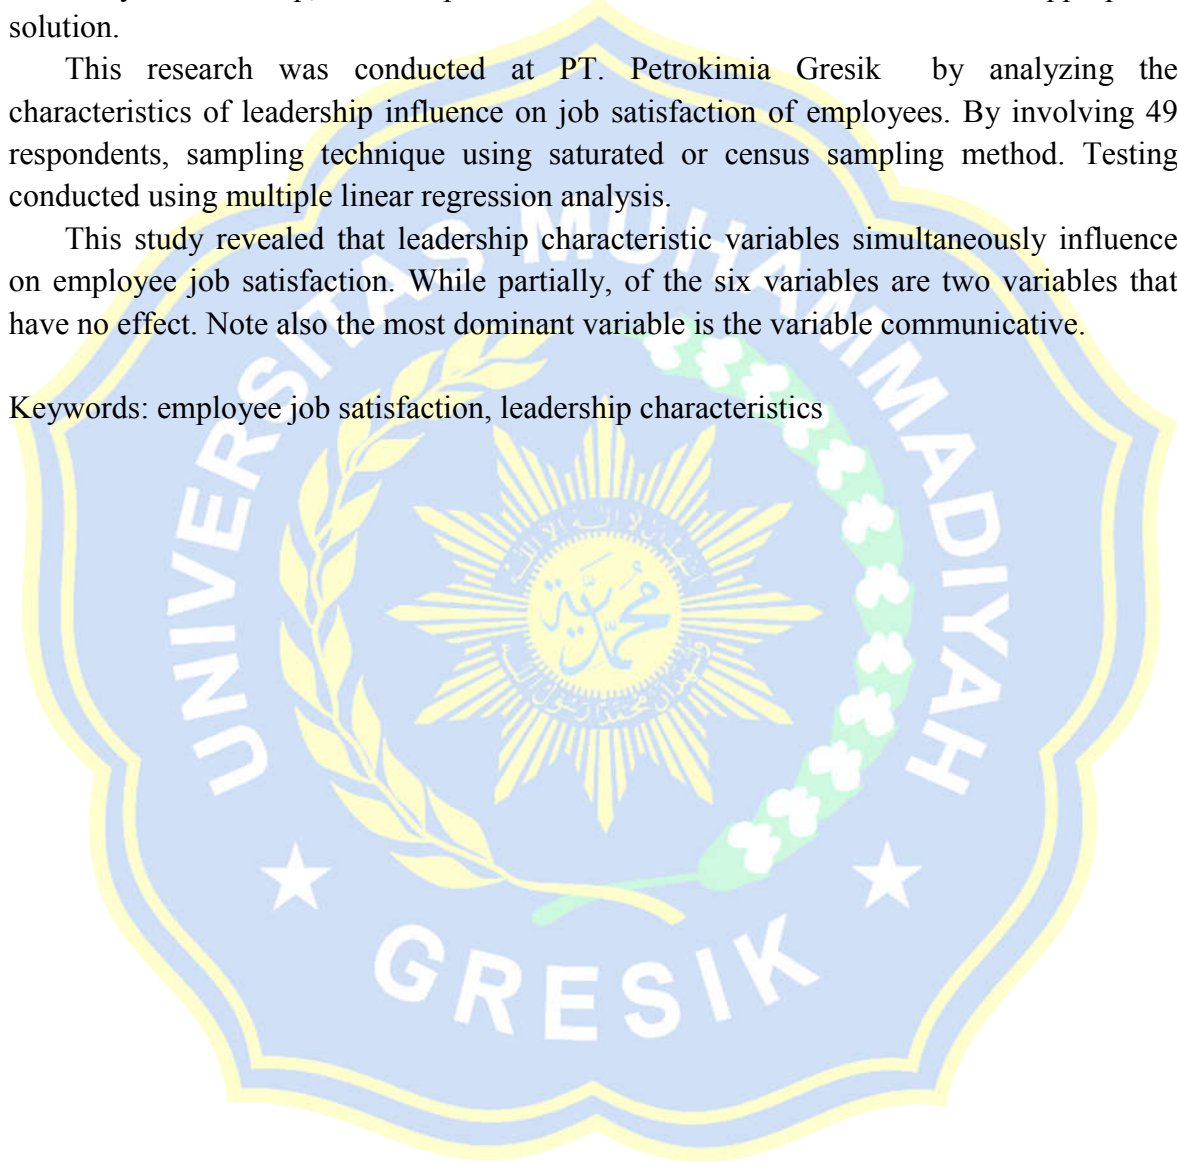 solution.
This research was conducted at PT. Petrokimia Gresik by analyzing the
characteristics of leadership influence on job satisfaction of employees. By involving 49
respondents, sampling technique using saturated or census sampling method. Testing
conducted using multiple linear regression analysis.
This study revealed that leadership characteristic variables simultaneously influence
on employee job satisfaction. While partially, of the six variables are two variables that
have no effect. Note also the most dominant variable is the variable communicative.
Keywords: employee job satisfaction, leadership characteristics
UNIVERSITAS MUHAMMADIYAH
محمدية
GRESIK